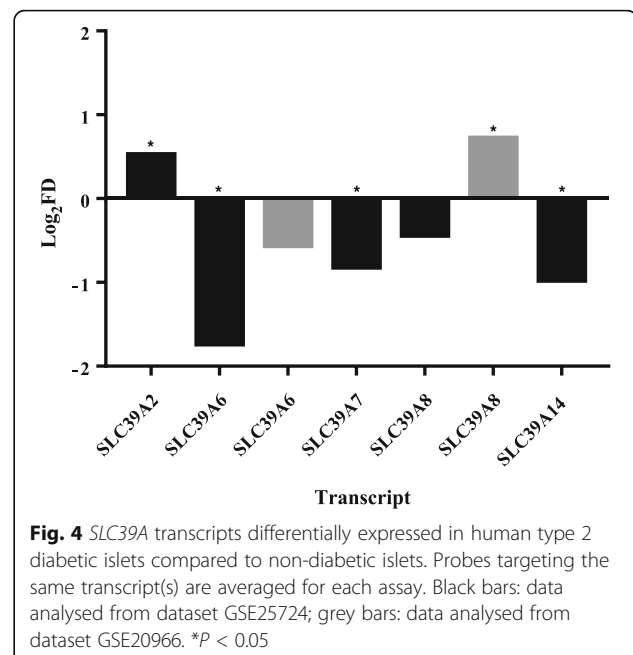 2
1
0
-1
-2
Log2FD
*
*
*
*
*
SLC39A2
SLC39A6
SLC39A6
SLC39A7
SLC39A8
SLC39A8
SLC39A14
Transcript
Fig. 4 SLC39A transcripts differentially expressed in human type 2
diabetic islets compared to non-diabetic islets. Probes targeting the
same transcript(s) are averaged for each assay. Black bars: data
analysed from dataset GSE25724; grey bars: data analysed from
dataset GSE20966. *P < 0.05